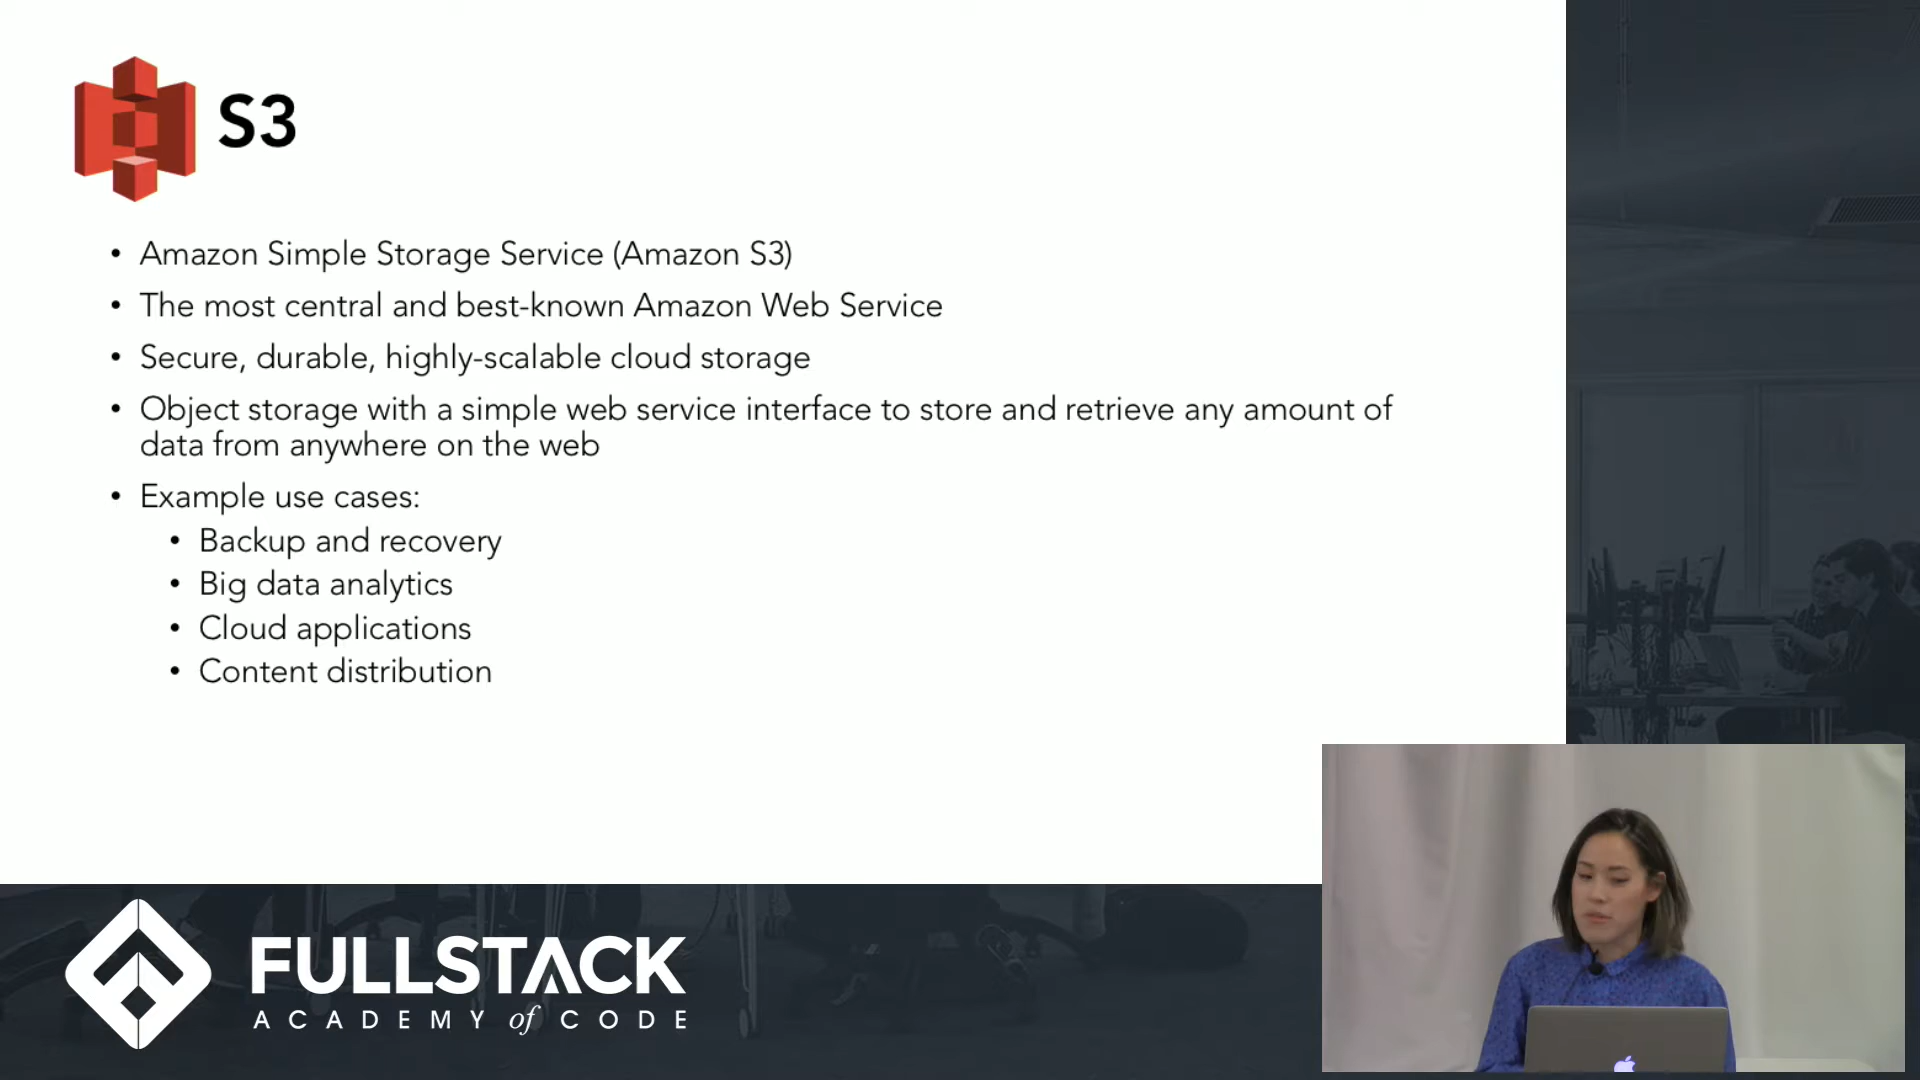 S3
• Amazon Simple Storage Service (Amazon S3)
• The most central and best-known Amazon Web Service
• Secure, durable, highly-scalable cloud storage
• Object storage with a simple web service interface to store and retrieve any amount of
data from anywhere on the web
• Example use cases:
• Backup and recovery
• Big data analytics
• Cloud applications
• Content distribution
FULLSTACK
ACADEMY of CODE